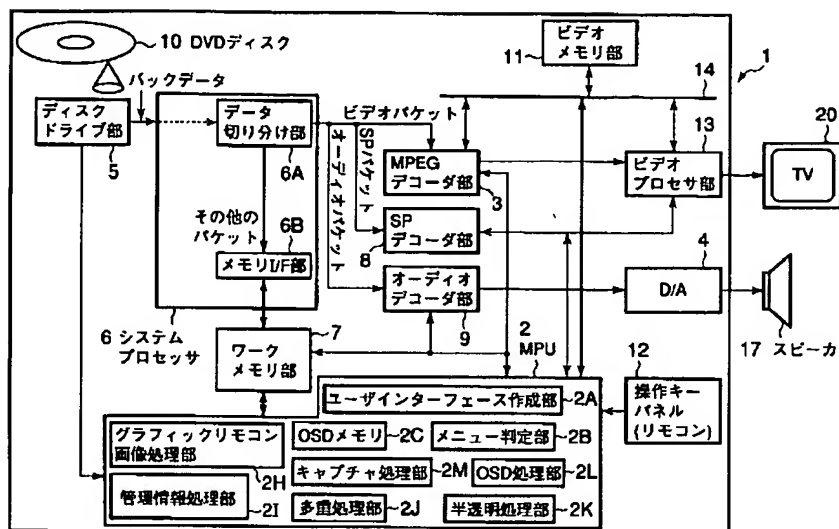 10 DVDディスク
パックデータ
ディスク
ドライブ部
5
データ
切り分け部
6A
その他の
パケット
6B
メモリI/F部
6 システム
プロセッサ
ビデオパケット
SPパケット
オーディオパケット
ビデオ
メモリ部
11
14
1
MPEG
デコーダ部
3
SP
デコーダ部
8
オーディオ
デコーダ部
9
13
ビデオ
プロセサ部
20
TV
4
D/A
17 スピーカ
7
ワーク
メモリ部
2
MPU
12
操作キー
パネル
(リモコン)
ユーザインターフェース作成部
2A
グラフィックリモコン
画像処理部
2H
OSDメモリ
2C
メニュー判定部
2B
キャプチャ処理部
2M
OSD処理部
2L
管理情報処理部
2I
多重処理部
2J
半透明処理部
2K